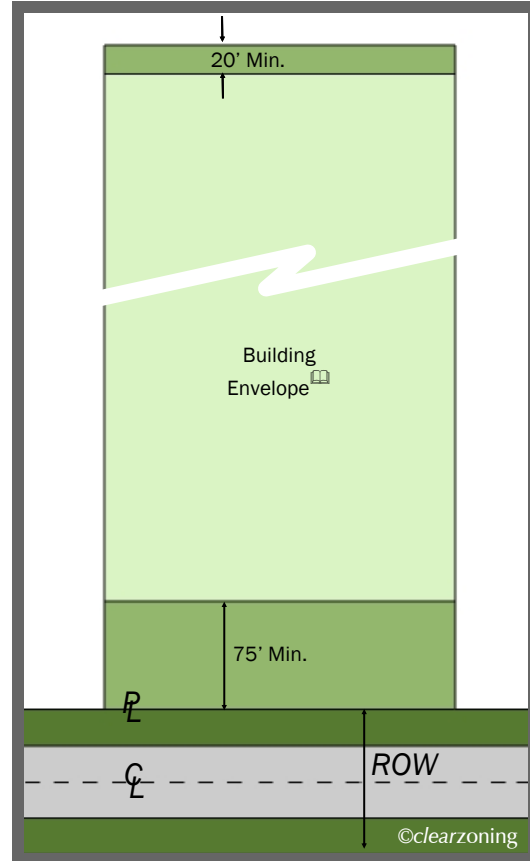 20’ Min.
Building
Envelope
75’ Min.
PL
CL
ROW
©clearzoning